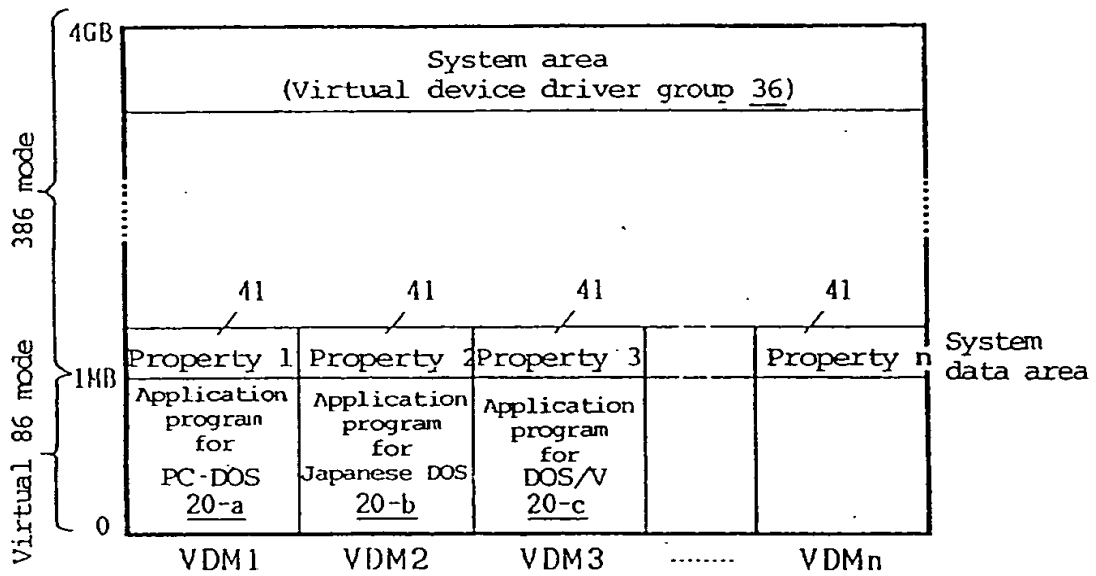 4GB
System area
(Virtual device driver group 36)
386 mode
41 41 41 41
Property 1 Property 2 Property 3 Property n
System
data area
1MB
Virtual 86 mode
Application
program
for
PC-DOS
20-a
Application
program
for
Japanese DOS
20-b
Application
program
for
DOS/V
20-c
0
VDM1 VDM2 VDM3 ........ VDMn